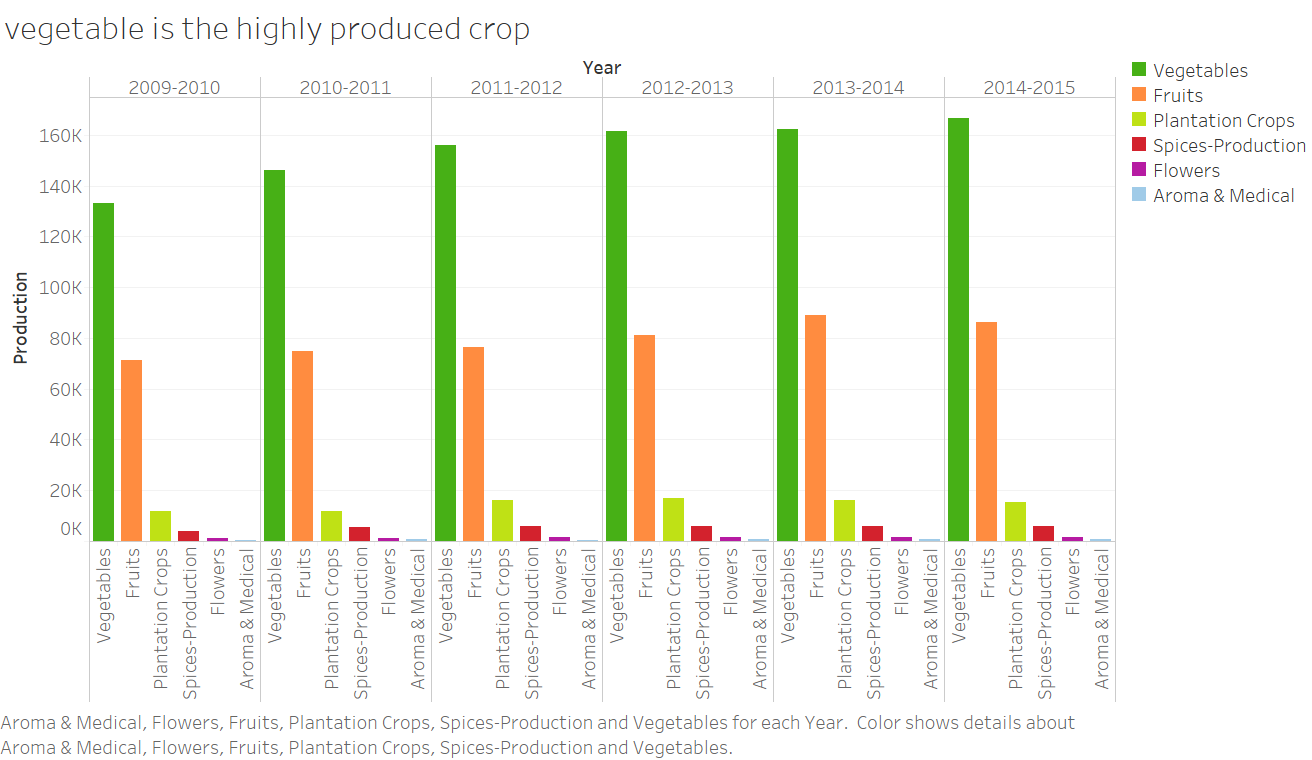 vegetable is the highly produced crop
Year
2009-2010
2010-2011
2011-2012
2012-2013
2013-2014
2014-2015
Production
160K
140K
120K
100K
80K
60K
40K
20K
0K
Vegetables
Fruits
Plantation Crops
Spices-Production
Flowers
Aroma & Medical
Vegetables
Fruits
Plantation Crops
Spices-Production
Flowers
Aroma & Medical
Vegetables
Fruits
Plantation Crops
Spices-Production
Flowers
Aroma & Medical
Vegetables
Fruits
Plantation Crops
Spices-Production
Flowers
Aroma & Medical
Vegetables
Fruits
Plantation Crops
Spices-Production
Flowers
Aroma & Medical
Vegetables
Fruits
Plantation Crops
Spices-Production
Flowers
Aroma & Medical
Vegetables
Fruits
Plantation Crops
Spices-Production
Flowers
Aroma & Medical
Aroma & Medical, Flowers, Fruits, Plantation Crops, Spices-Production and Vegetables for each Year. Color shows details about
Aroma & Medical, Flowers, Fruits, Plantation Crops, Spices-Production and Vegetables.